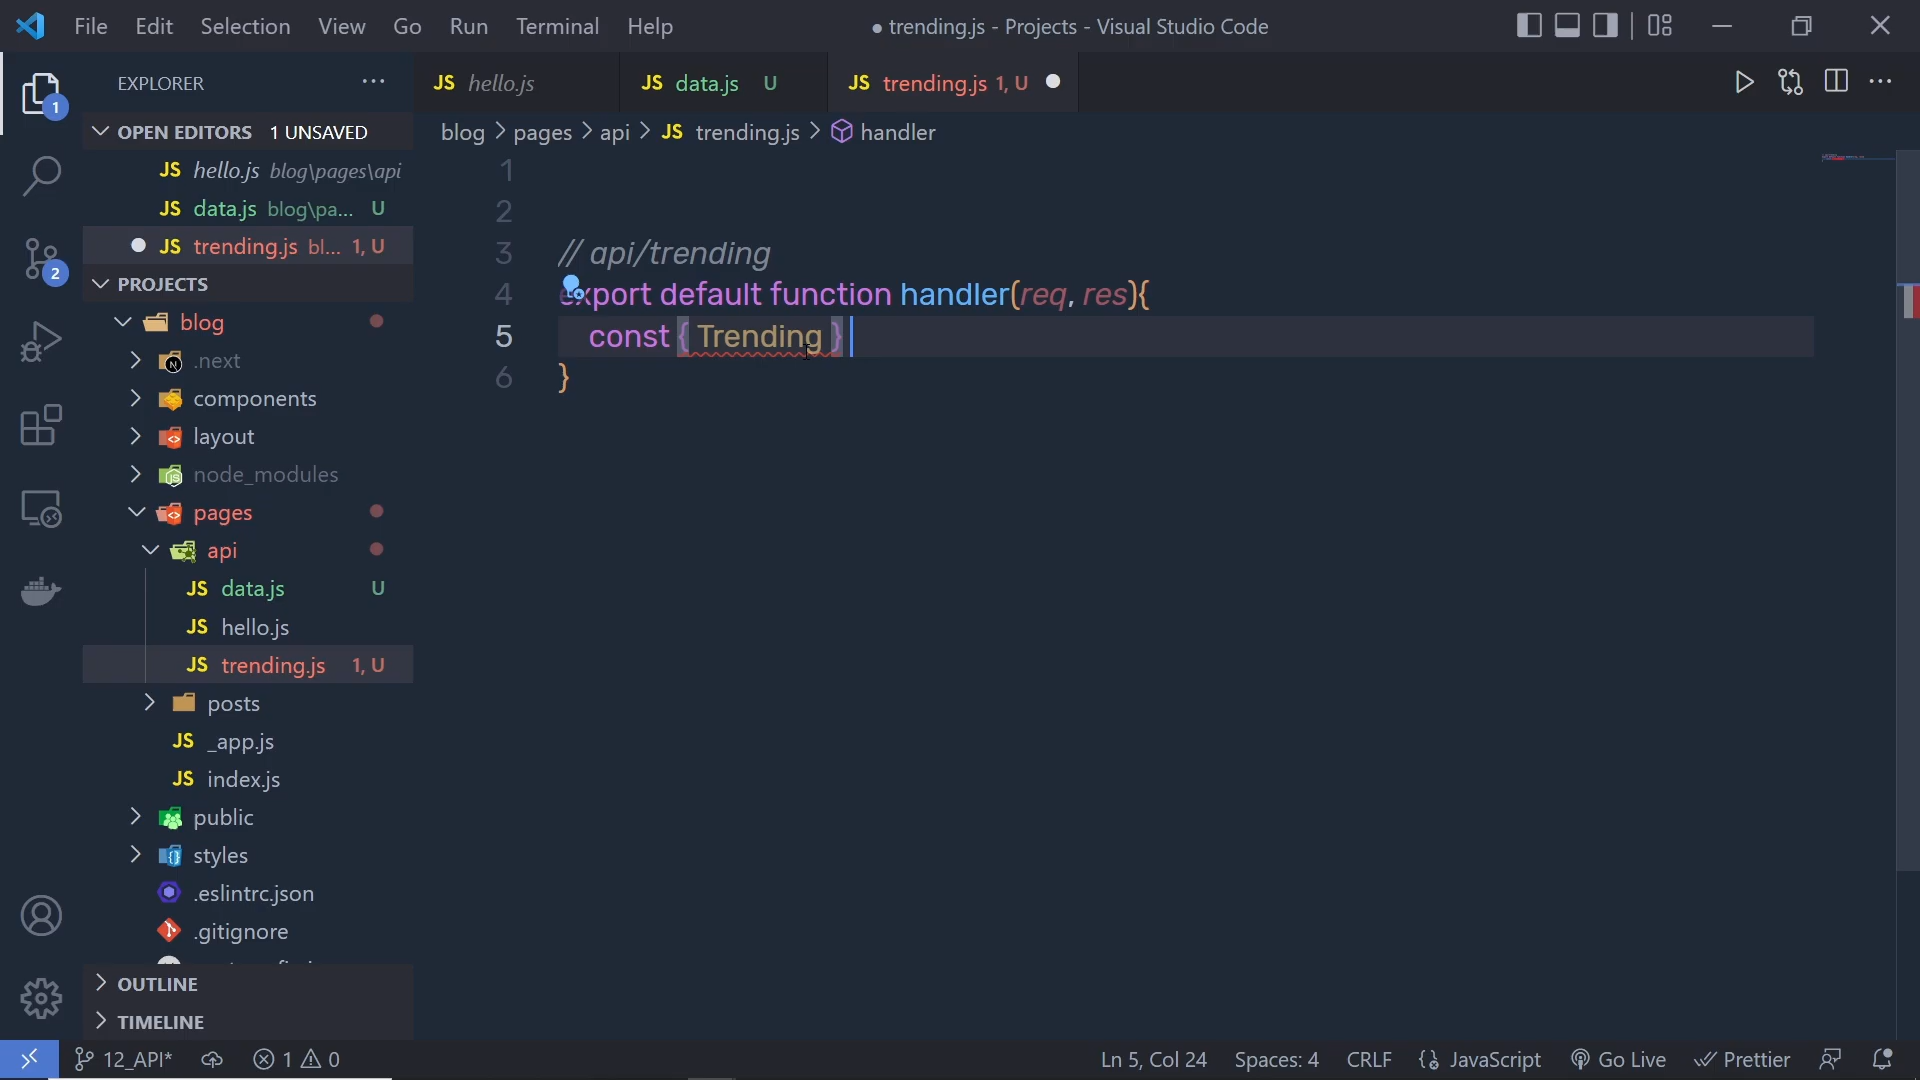 File Edit Selection View Go Run Terminal Help
● trending.js - Projects - Visual Studio Code
EXPLORER ···
1
OPEN EDITORS 1 UNSAVED
JS hello.js blog\pages\api
JS data.js blog\pa... U
JS trending.js bl... 1, U
PROJECTS
blog
.next
components
layout
node_modules
pages
api
JS data.js U
JS hello.js
JS trending.js 1, U
posts
JS _app.js
JS index.js
public
styles
.eslintrc.json
.gitignore
OUTLINE
TIMELINE
2
JS hello.js
JS data.js U
JS trending.js 1, U
blog > pages > api > JS trending.js > handler
1
2
3 // api/trending
4 export default function handler(req, res){
5 const { Trending }
6 }
12_API* 1 0
Ln 5, Col 24 Spaces: 4 CRLF {} JavaScript Go Live Prettier